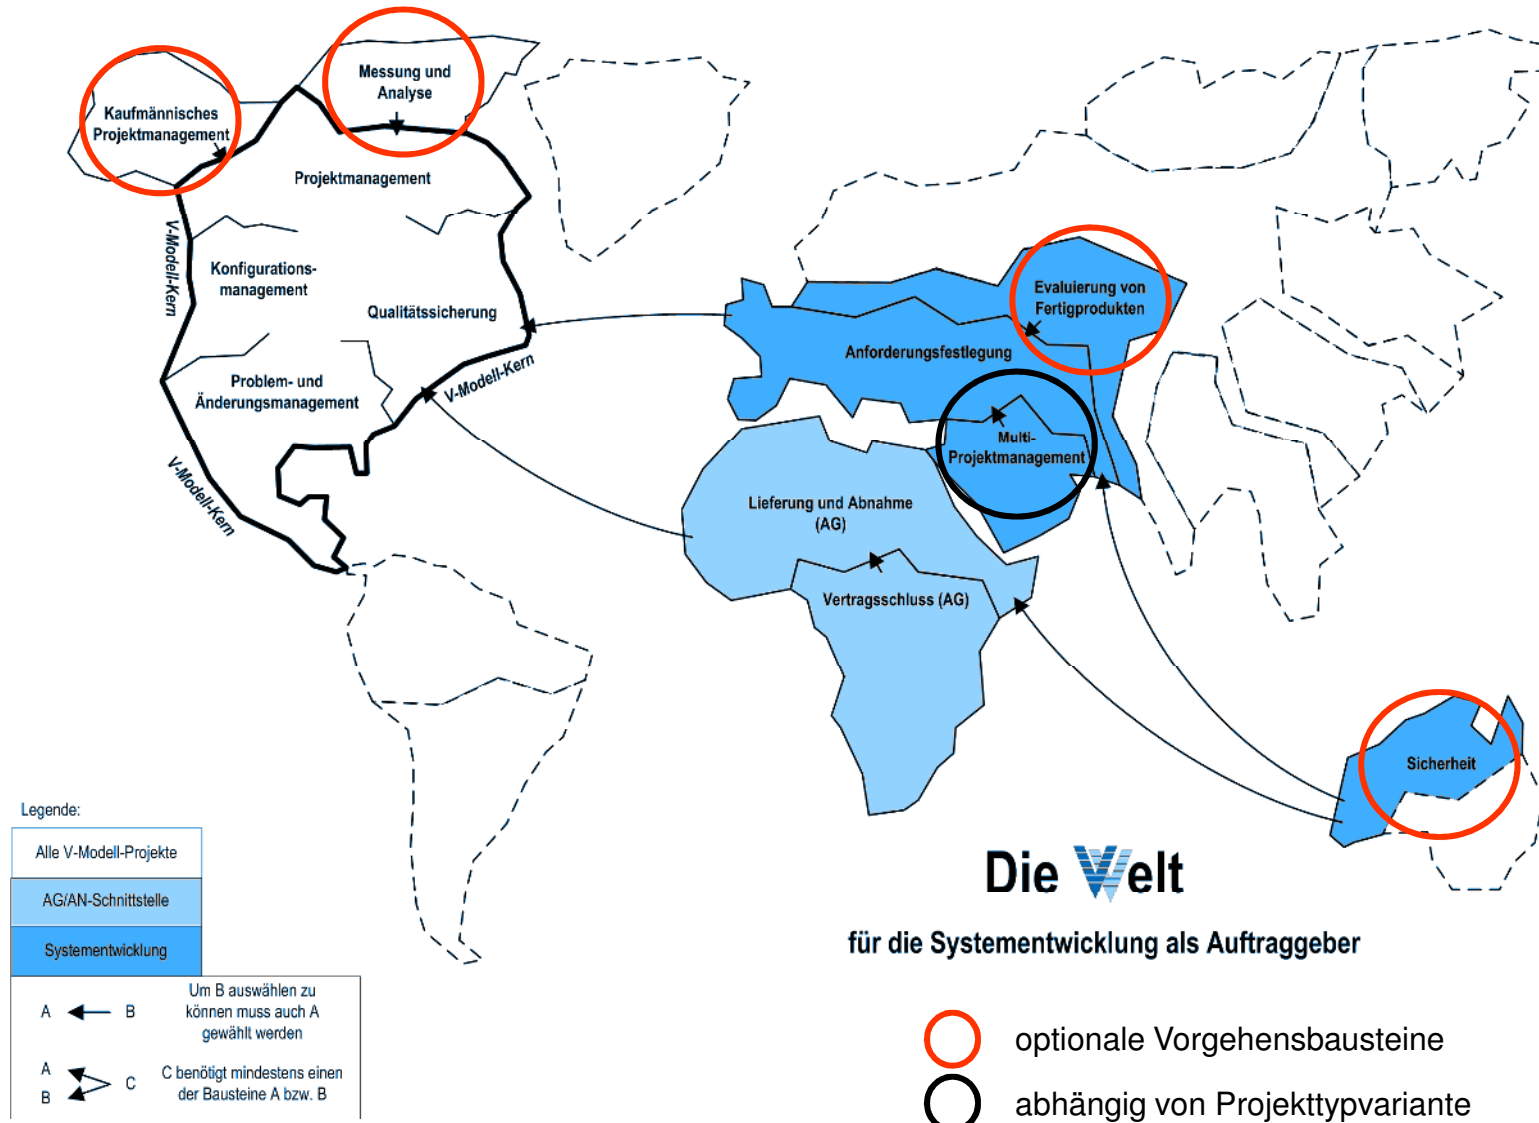 Messung und
Analyse
Kaufmännisches
Projektmanagement
Projektmanagement
V-Modell-Kern
Konfigurations-
management
Qualitätssicherung
Evaluierung von
Fertigprodukten
Anforderungsfestlegung
Problem- und
Änderungsmanagement
V-Modell-Kern
Multi-
Projektmanagement
V-Modell-Kern
Lieferung und Abnahme
(AG)
Vertragsschluss (AG)
Sicherheit
Legende:
Alle V-Modell-Projekte
AG/AN-Schnittstelle
Systementwicklung
A B
Um B auswählen zu
können muss auch A
gewählt werden
A
B
C
C benötigt mindestens einen
der Bausteine A bzw. B
Die Welt
für die Systementwicklung als Auftraggeber
optionale Vorgehensbausteine
abhängig von Projekttypvariante